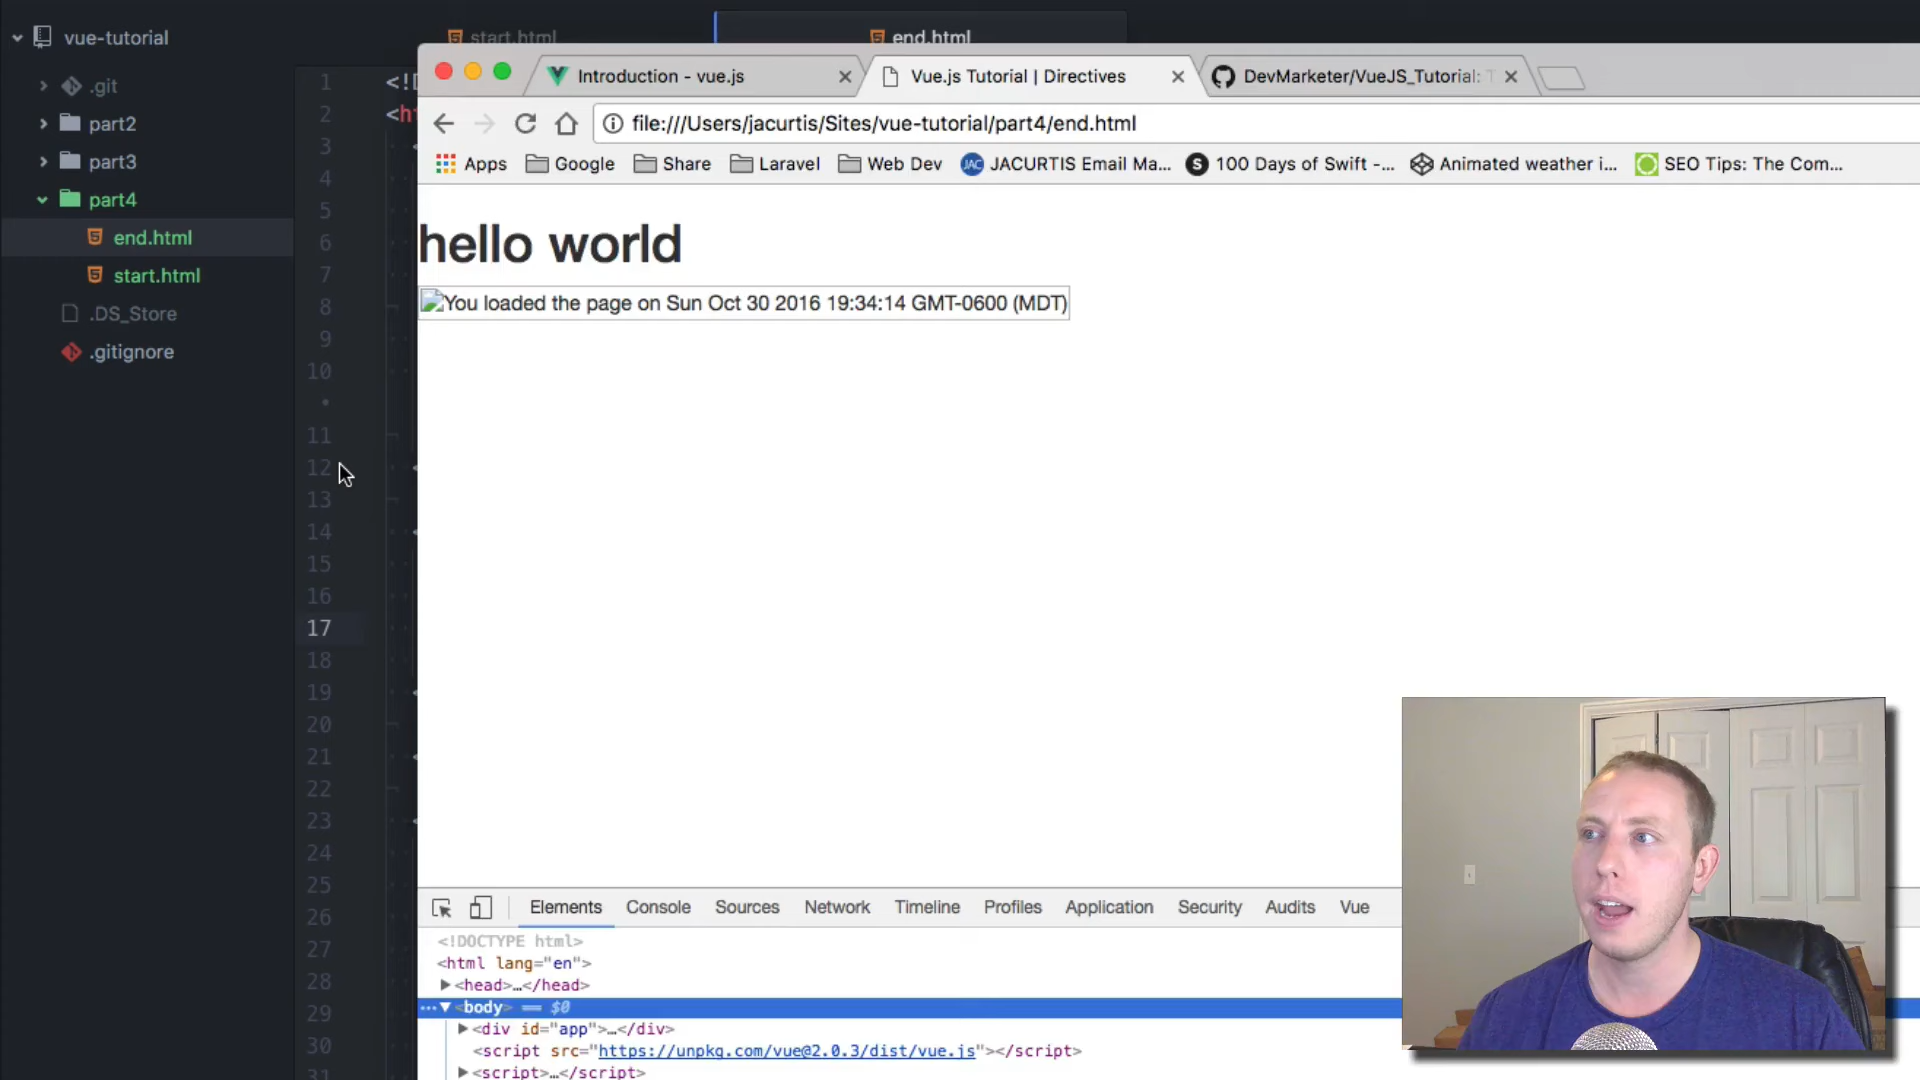 vue-tutorial
start.html
end.html
.git
part2
part3
part4
end.html
start.html
.DS_Store
.gitignore
1
2
3
4
5
6
7
8
9
10
11
12
13
14
15
16
17
18
19
20
21
22
23
24
25
26
27
28
29
30
31
Introduction - vue.js
Vue.js Tutorial | Directives
DevMarketer/VueJS_Tutorial: T
file:///Users/jacurtis/Sites/vue-tutorial/part4/end.html
Apps Google Share Laravel Web Dev JACURTIS Email Ma... 100 Days of Swift -... Animated weather i... SEO Tips: The Com...
hello world
You loaded the page on Sun Oct 30 2016 19:34:14 GMT-0600 (MDT)
Elements Console Sources Network Timeline Profiles Application Security Audits Vue
<!DOCTYPE html>
<html lang="en">
<head>…</head>
<body> == $0
<div id="app">…</div>
<script src="https://unpkg.com/vue@2.0.3/dist/vue.js"></script>
<script>…</script>